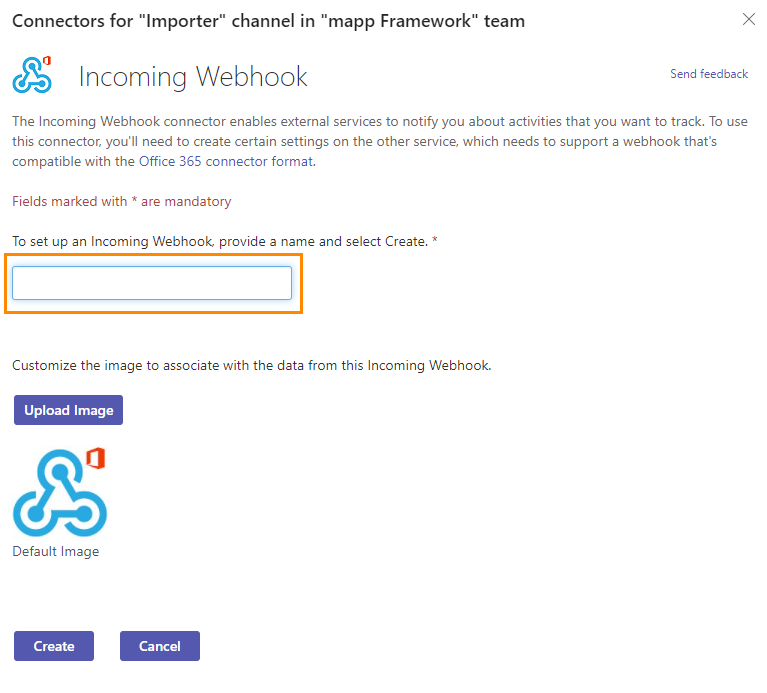 Connectors for "Importer" channel in "mapp Framework" team
Incoming Webhook
Send feedback
The Incoming Webhook connector enables external services to notify you about activities that you want to track. To use
this connector, you'll need to create certain settings on the other service, which needs to support a webhook that's
compatible with the Office 365 connector format.
Fields marked with * are mandatory
To set up an Incoming Webhook, provide a name and select Create. *
Customize the image to associate with the data from this Incoming Webhook.
Upload Image
Default Image
Create
Cancel